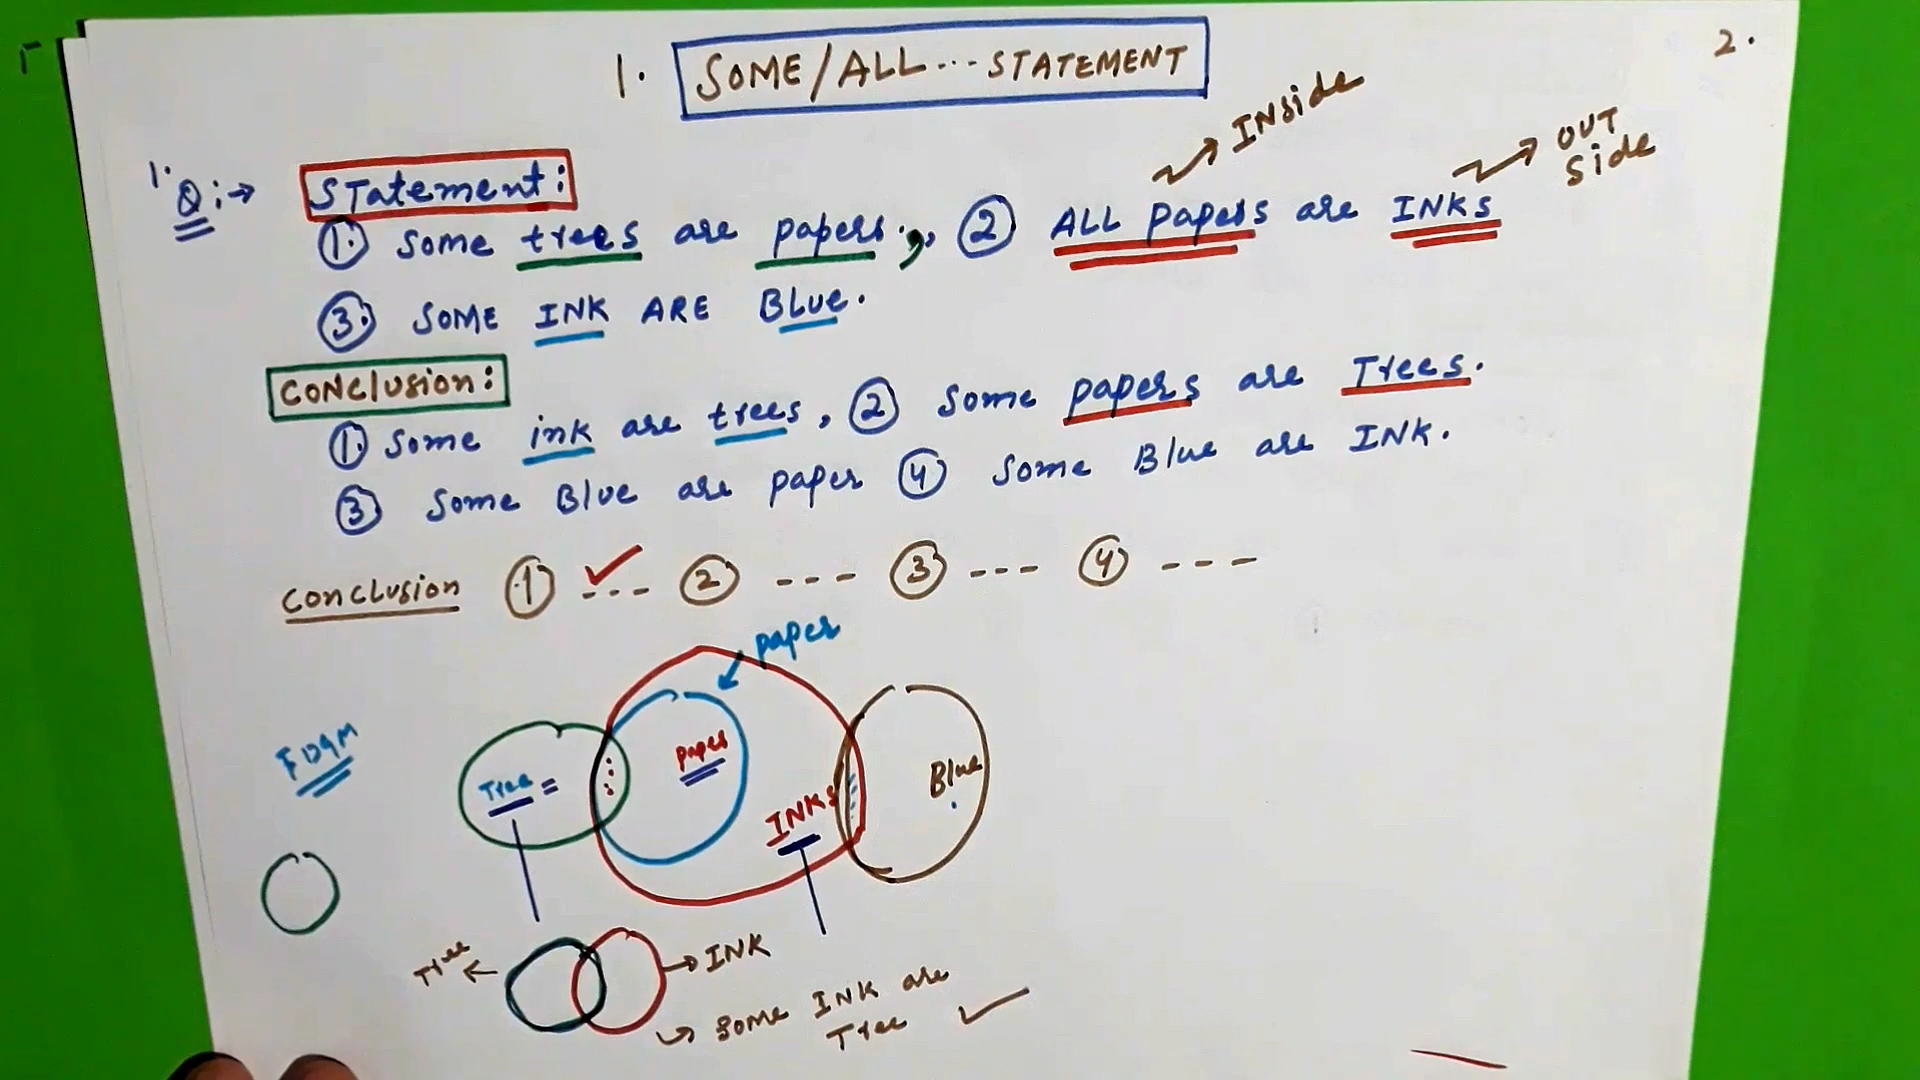 2.
1. SOME/ALL--- STATEMENT
INSide
OUT Side
1. Q:→ STatement:
① Some trees are papers., ② ALL papers are INKs
③ SOME INK ARE BLUE.
CONClusion:
① Some ink are trees, ② Some papers are Trees.
③ Some Blue are paper ④ Some Blue are INK.
Conclusion ① ✓--- ② --- ③ --- ④ ---
paper
Tree = paper INKs Blue
Tree ← → INK
Some INK are Tree ✓